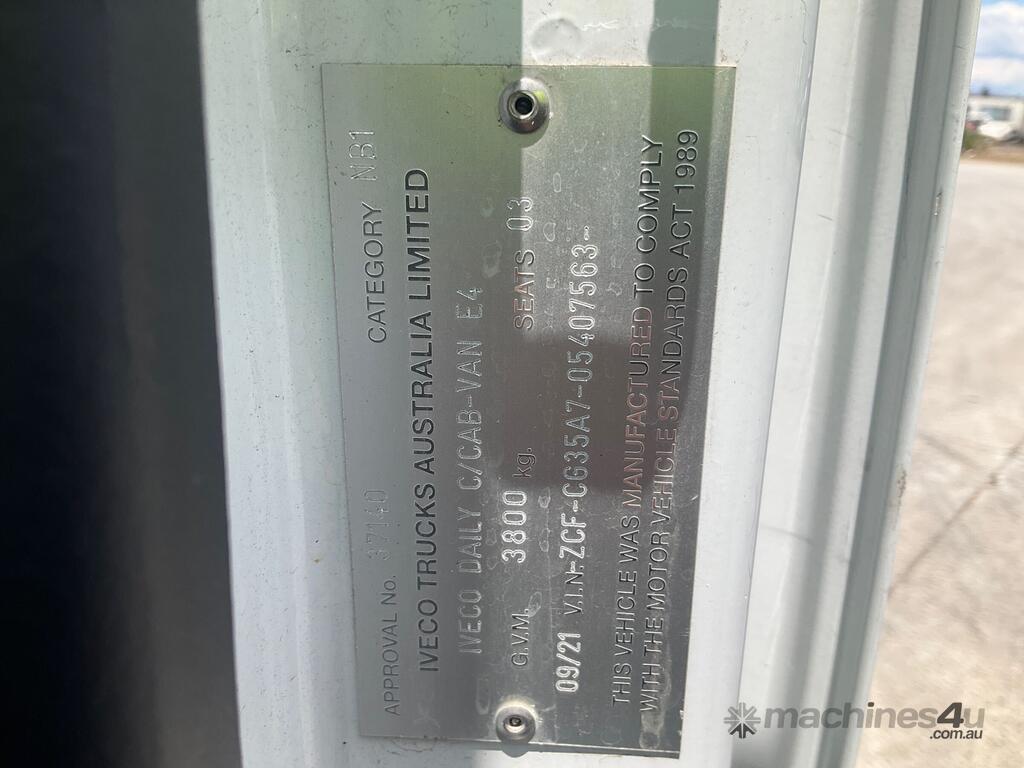 APPROVAL No. 37140 CATEGORY NB1
IVECO TRUCKS AUSTRALIA LIMITED
IVECO DAILY C/CAB-VAN E4
G.V.M. 3800 kg. SEATS 03
09/21 V.I.N-ZCF-CG35A7-05407563-
THIS VEHICLE WAS MANUFACTURED TO COMPLY
WITH THE MOTOR VEHICLE STANDARDS ACT 1989
machines4u
.com.au